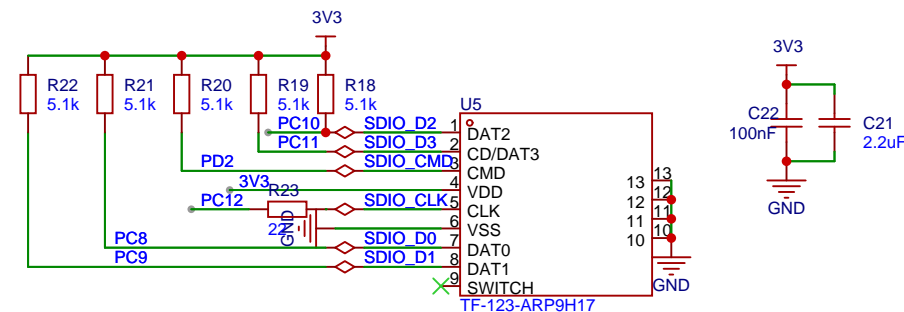 3V3
R22
5.1k
R21
5.1k
R20
5.1k
R19
5.1k
R18
5.1k
3V3
C22
100nF
C21
2.2uF
GND
U5
PC10 SDIO_D2 1 DAT2
PC11 SDIO_D3 2 CD/DAT3
PD2 SDIO_CMD 3 CMD
3V3 4 VDD
PC12 R23 22 SDIO_CLK 5 CLK
GND 6 VSS
PC8 SDIO_D0 7 DAT0
PC9 SDIO_D1 8 DAT1
9 SWITCH
13 13
12 12
11 11
10 10
GND
TF-123-ARP9H17